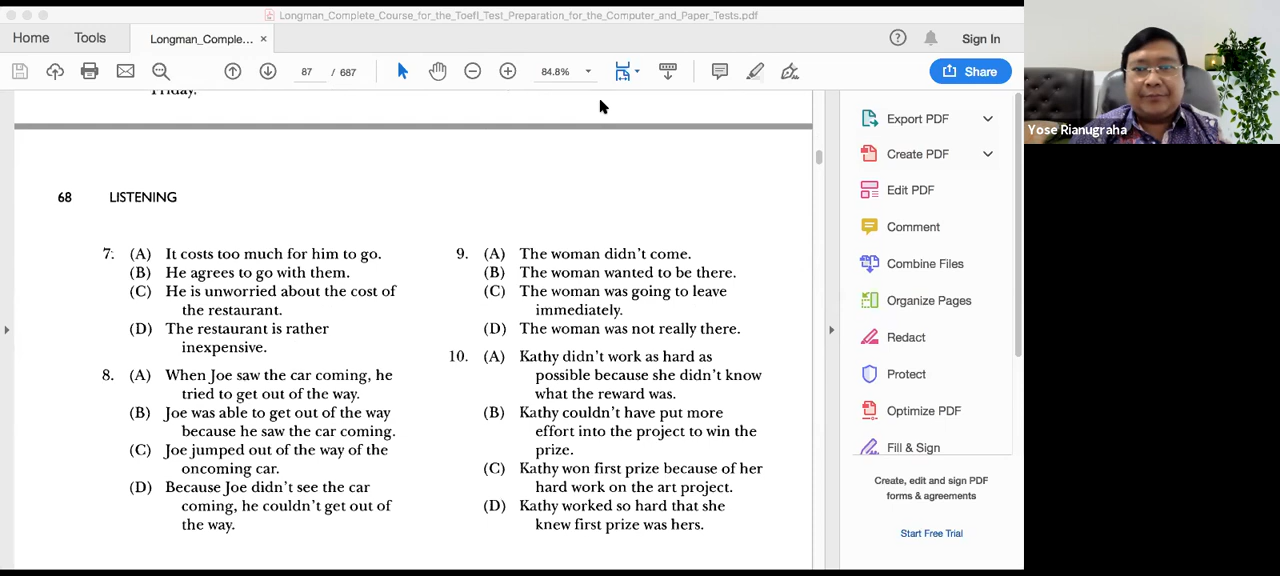 Longman_Complete_Course_for_the_Toefl_Test_Preparation_for_the_Computer_and_Paper_Tests.pdf
Home
Tools
Longman_Comple...
Sign In
87 / 687
84.8%
Share
Yose Rianugraha
Friday.
68 LISTENING
7. (A) It costs too much for him to go.
(B) He agrees to go with them.
(C) He is unworried about the cost of
the restaurant.
(D) The restaurant is rather
inexpensive.
8. (A) When Joe saw the car coming, he
tried to get out of the way.
(B) Joe was able to get out of the way
because he saw the car coming.
(C) Joe jumped out of the way of the
oncoming car.
(D) Because Joe didn't see the car
coming, he couldn't get out of
the way.
9. (A) The woman didn't come.
(B) The woman wanted to be there.
(C) The woman was going to leave
immediately.
(D) The woman was not really there.
10. (A) Kathy didn't work as hard as
possible because she didn't know
what the reward was.
(B) Kathy couldn't have put more
effort into the project to win the
prize.
(C) Kathy won first prize because of her
hard work on the art project.
(D) Kathy worked so hard that she
knew first prize was hers.
Export PDF
Create PDF
Edit PDF
Comment
Combine Files
Organize Pages
Redact
Protect
Optimize PDF
Fill & Sign
Create, edit and sign PDF
forms & agreements
Start Free Trial